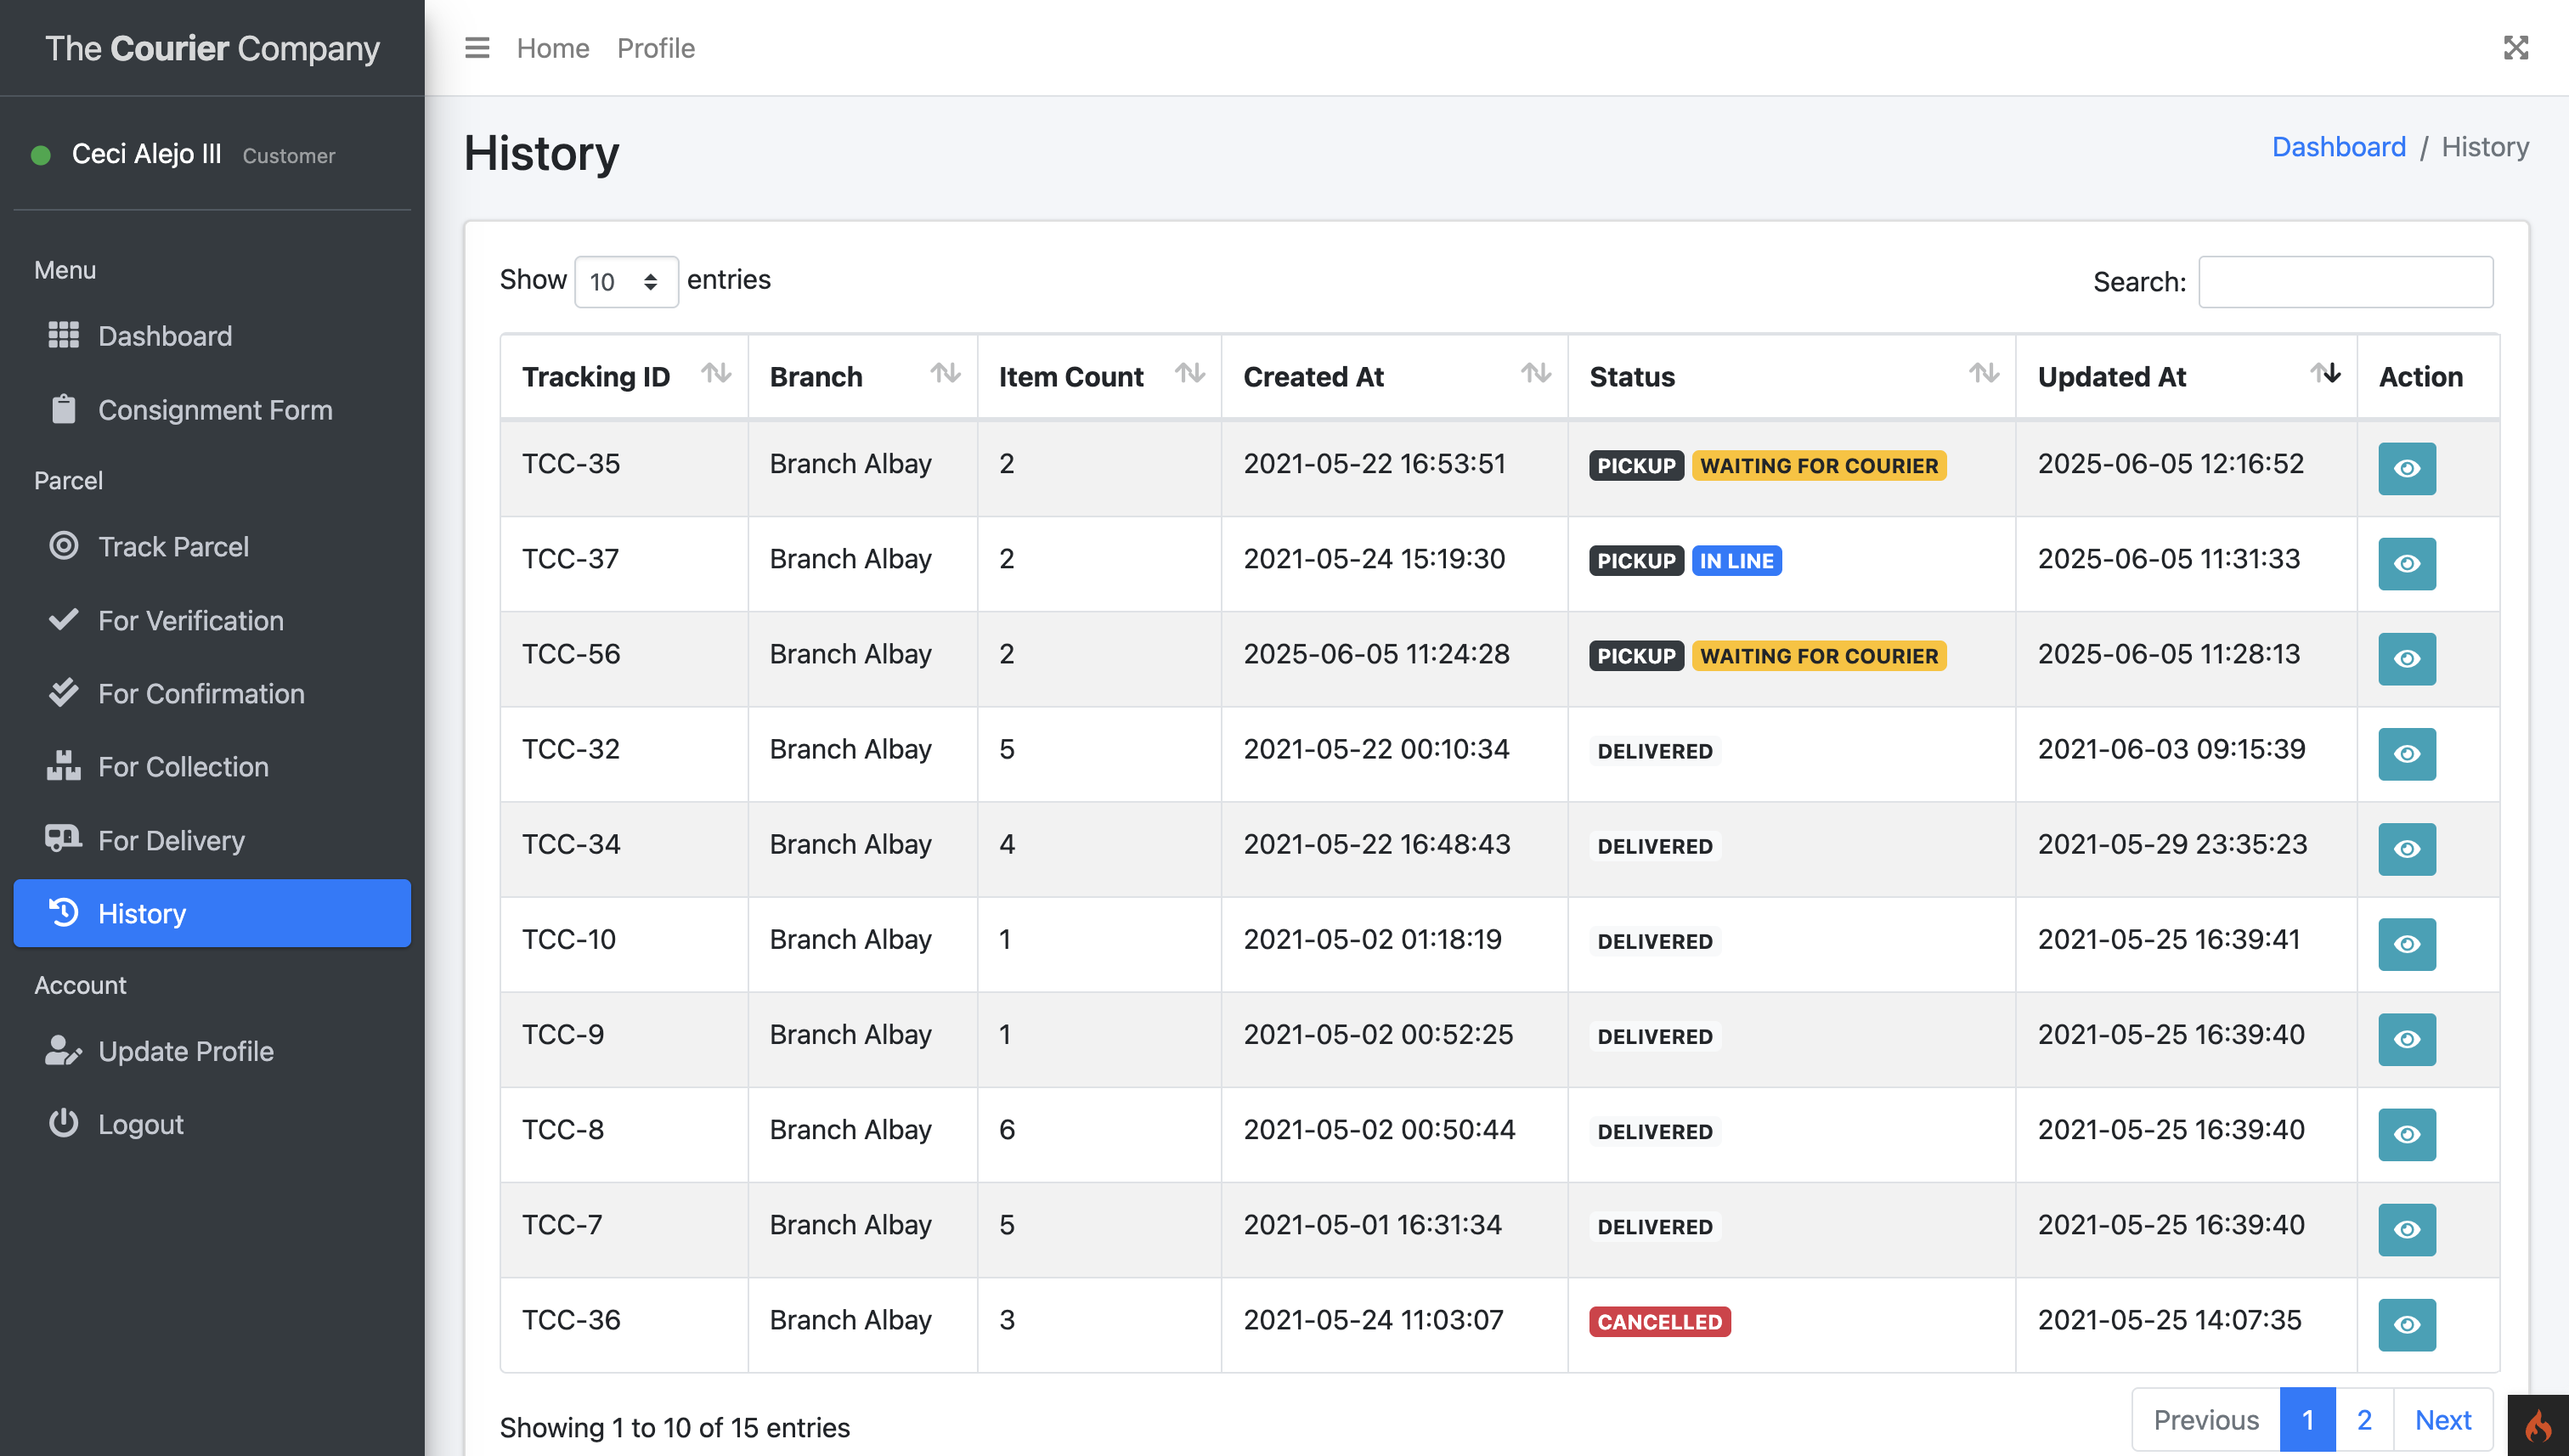 The Courier Company
Home Profile
Ceci Alejo III Customer
History
Dashboard / History
Menu
Dashboard
Consignment Form
Parcel
Track Parcel
For Verification
For Confirmation
For Collection
For Delivery
History
Account
Update Profile
Logout
Show 10 entries
Search:
Tracking ID Branch Item Count Created At Status Updated At Action
TCC-35 Branch Albay 2 2021-05-22 16:53:51 PICKUP WAITING FOR COURIER 2025-06-05 12:16:52
TCC-37 Branch Albay 2 2021-05-24 15:19:30 PICKUP IN LINE 2025-06-05 11:31:33
TCC-56 Branch Albay 2 2025-06-05 11:24:28 PICKUP WAITING FOR COURIER 2025-06-05 11:28:13
TCC-32 Branch Albay 5 2021-05-22 00:10:34 DELIVERED 2021-06-03 09:15:39
TCC-34 Branch Albay 4 2021-05-22 16:48:43 DELIVERED 2021-05-29 23:35:23
TCC-10 Branch Albay 1 2021-05-02 01:18:19 DELIVERED 2021-05-25 16:39:41
TCC-9 Branch Albay 1 2021-05-02 00:52:25 DELIVERED 2021-05-25 16:39:40
TCC-8 Branch Albay 6 2021-05-02 00:50:44 DELIVERED 2021-05-25 16:39:40
TCC-7 Branch Albay 5 2021-05-01 16:31:34 DELIVERED 2021-05-25 16:39:40
TCC-36 Branch Albay 3 2021-05-24 11:03:07 CANCELLED 2021-05-25 14:07:35
Showing 1 to 10 of 15 entries
Previous 1 2 Next